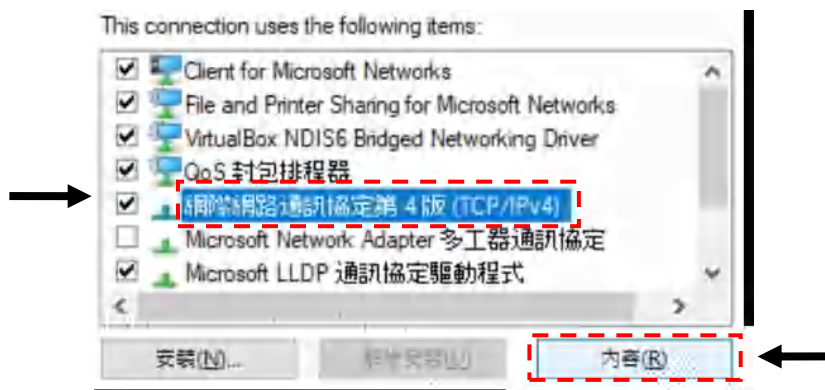 This connection uses the following items:
Client for Microsoft Networks
File and Printer Sharing for Microsoft Networks
VirtualBox NDIS6 Bridged Networking Driver
QoS 封包排程器
網際網路通訊協定第 4 版 (TCP/IPv4)
Microsoft Network Adapter 多工器通訊協定
Microsoft LLDP 通訊協定驅動程式
安裝(N)...
內容(R)